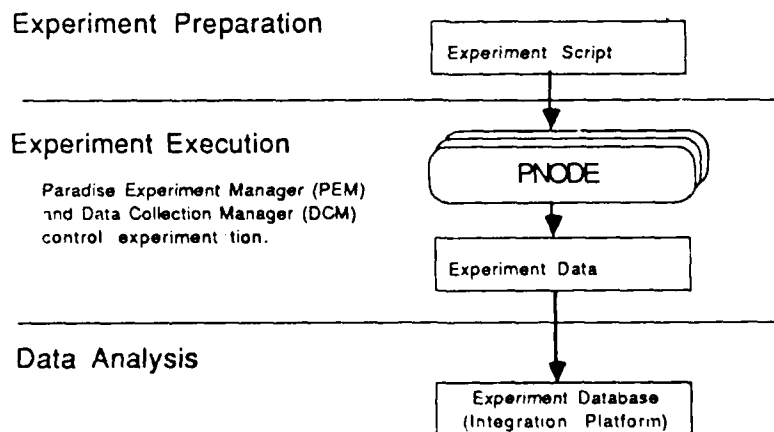 Experiment Preparation
Experiment Script
Experiment Execution
Paradise Experiment Manager (PEM)
and Data Collection Manager (DCM)
control experiment tion.
PNODE
Experiment Data
Data Analysis
Experiment Database
(Integration Platform)